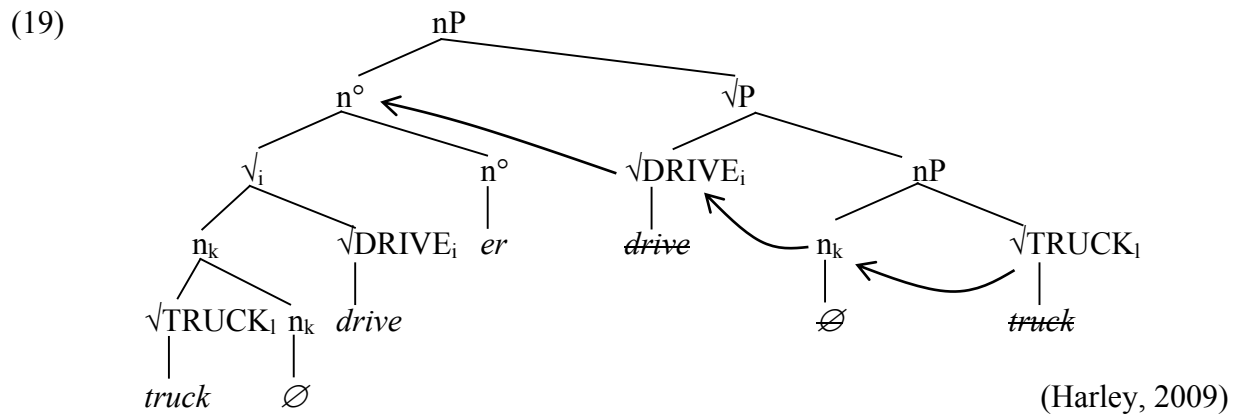 (19)
nP
n° √P
√i n° √DRIVEi nP
nk √DRIVEi er drive nk √TRUCKl
√TRUCKl nk drive ∅ truck
truck ∅
(Harley, 2009)